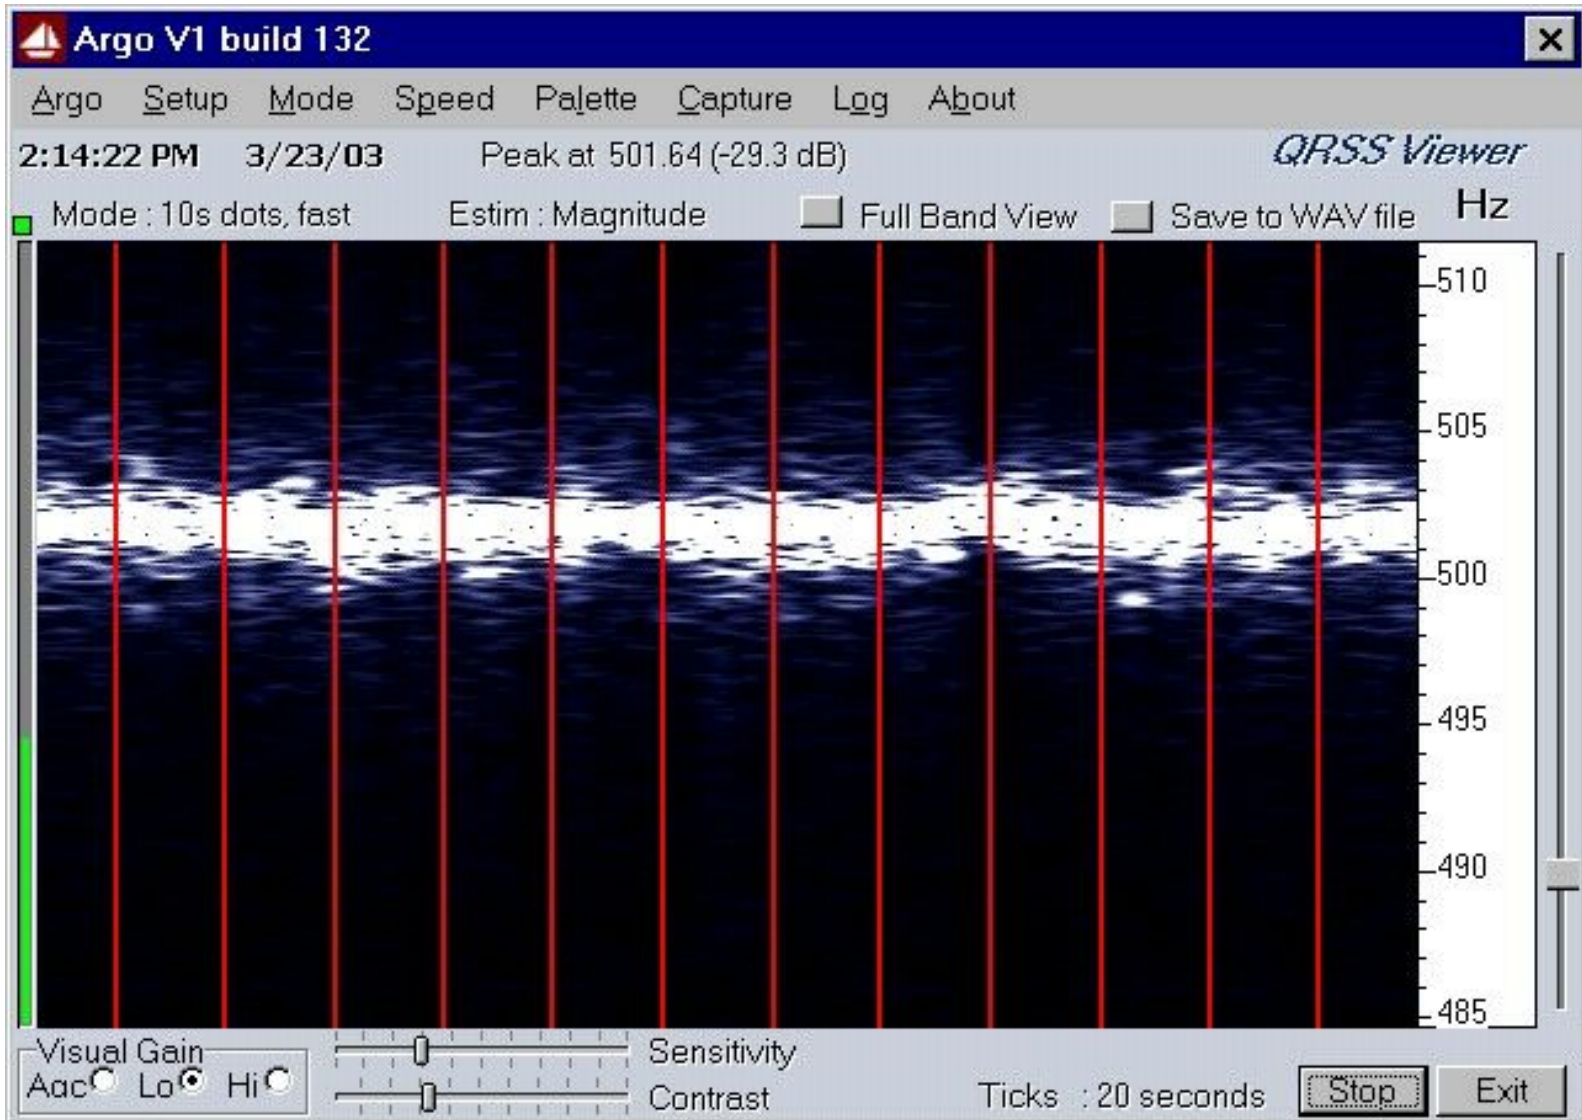 Argo V1 build 132
Argo Setup Mode Speed Palette Capture Log About
2:14:22 PM 3/23/03 Peak at 501.64 (-29.3 dB) QRSS Viewer
Mode : 10s dots, fast Estim : Magnitude Full Band View Save to WAV file Hz
510
505
500
495
490
485
Visual Gain
Agc Lo Hi
Sensitivity
Contrast
Ticks : 20 seconds Stop Exit